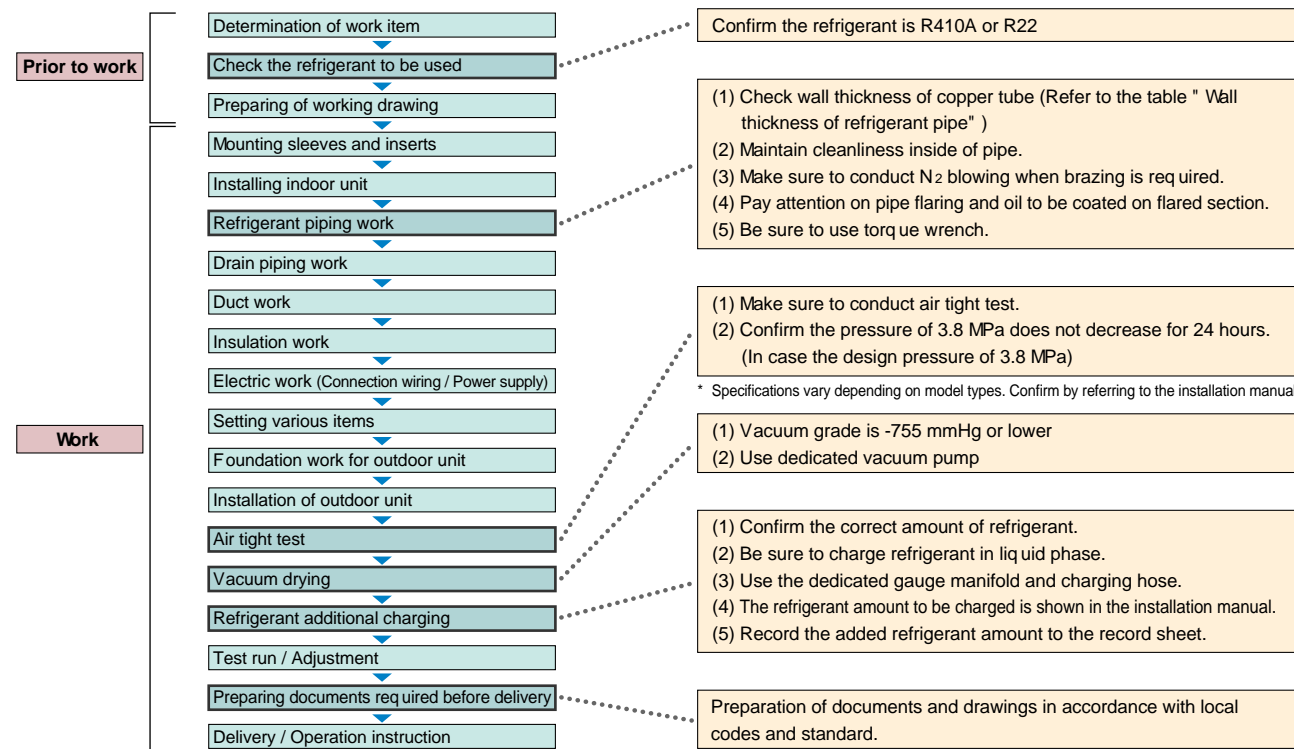 Prior to work
Determination of work item
Check the refrigerant to be used
Preparing of working drawing
Work
Mounting sleeves and inserts
Installing indoor unit
Refrigerant piping work
Drain piping work
Duct work
Insulation work
Electric work (Connection wiring / Power supply)
Setting various items
Foundation work for outdoor unit
Installation of outdoor unit
Air tight test
Vacuum drying
Refrigerant additional charging
Test run / Adjustment
Preparing documents required before delivery
Delivery / Operation instruction
Confirm the refrigerant is R410A or R22
(1) Check wall thickness of copper tube (Refer to the table " Wall
thickness of refrigerant pipe" )
(2) Maintain cleanliness inside of pipe.
(3) Make sure to conduct N2 blowing when brazing is required.
(4) Pay attention on pipe flaring and oil to be coated on flared section.
(5) Be sure to use torque wrench.
(1) Make sure to conduct air tight test.
(2) Confirm the pressure of 3.8 MPa does not decrease for 24 hours.
(In case the design pressure of 3.8 MPa)
* Specifications vary depending on model types. Confirm by referring to the installation manual
(1) Vacuum grade is -755 mmHg or lower
(2) Use dedicated vacuum pump
(1) Confirm the correct amount of refrigerant.
(2) Be sure to charge refrigerant in liquid phase.
(3) Use the dedicated gauge manifold and charging hose.
(4) The refrigerant amount to be charged is shown in the installation manual.
(5) Record the added refrigerant amount to the record sheet.
Preparation of documents and drawings in accordance with local
codes and standard.